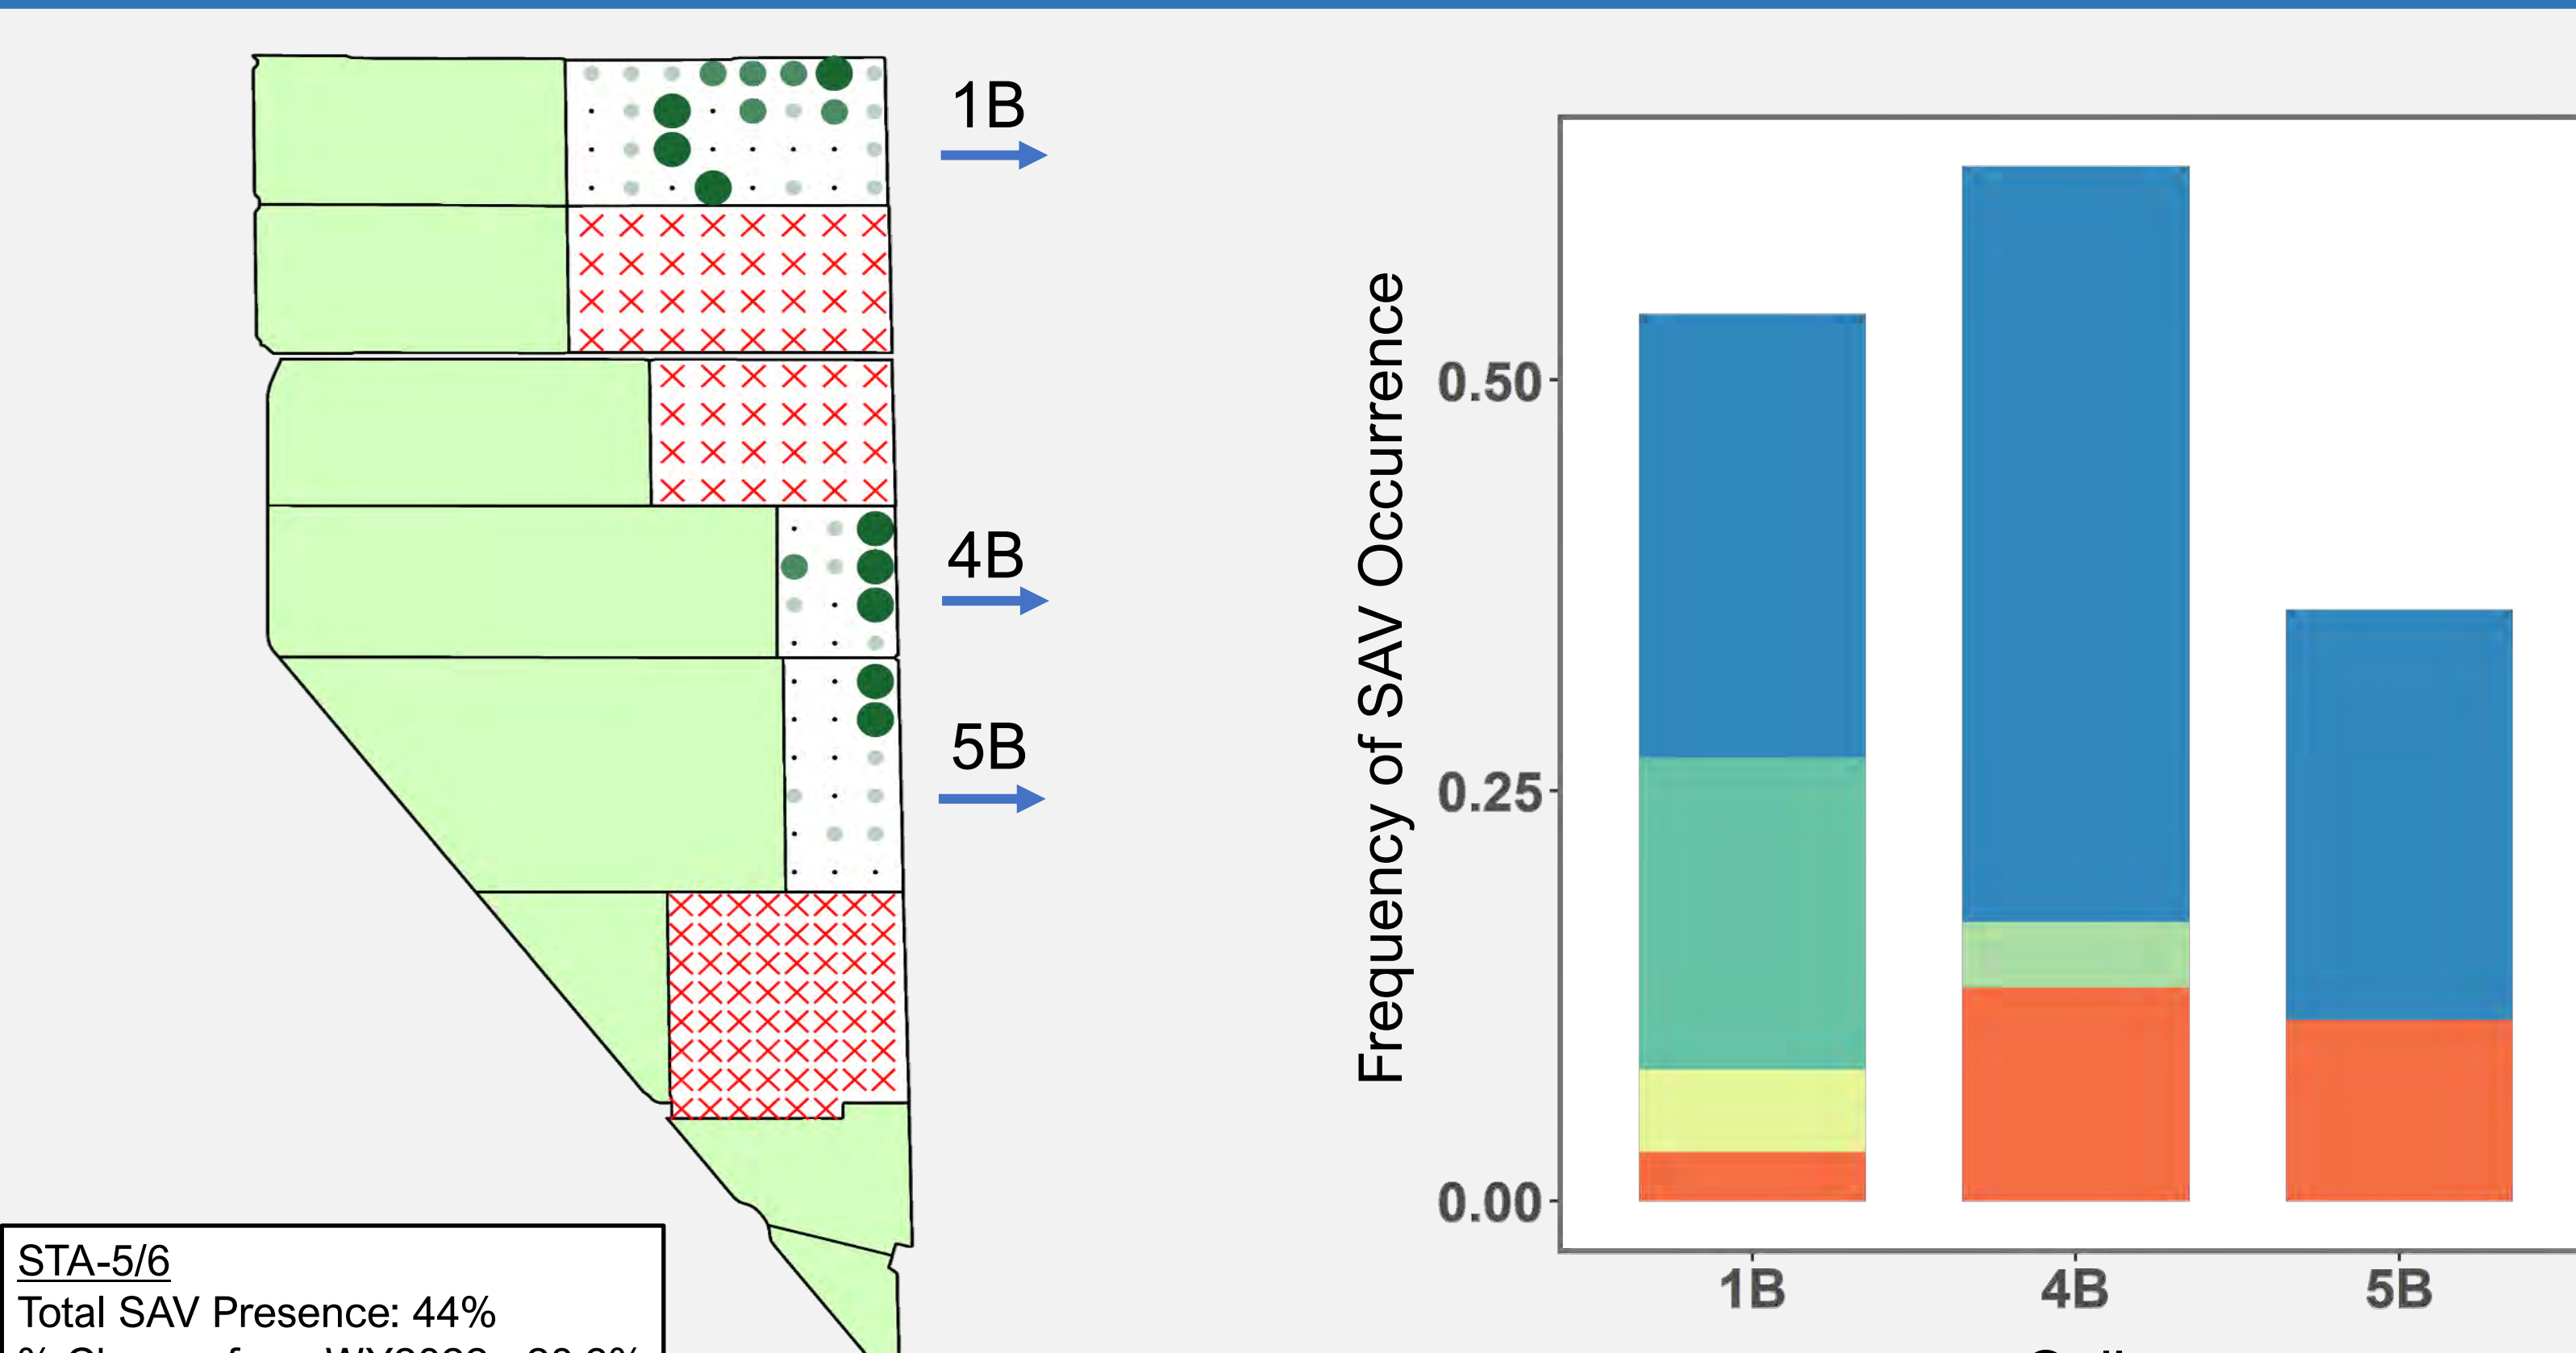 1B
4B
5B
STA-5/6
Total SAV Presence: 44%
Frequency of SAV Occurrence
0.50
0.25
0.00
1B
4B
5B